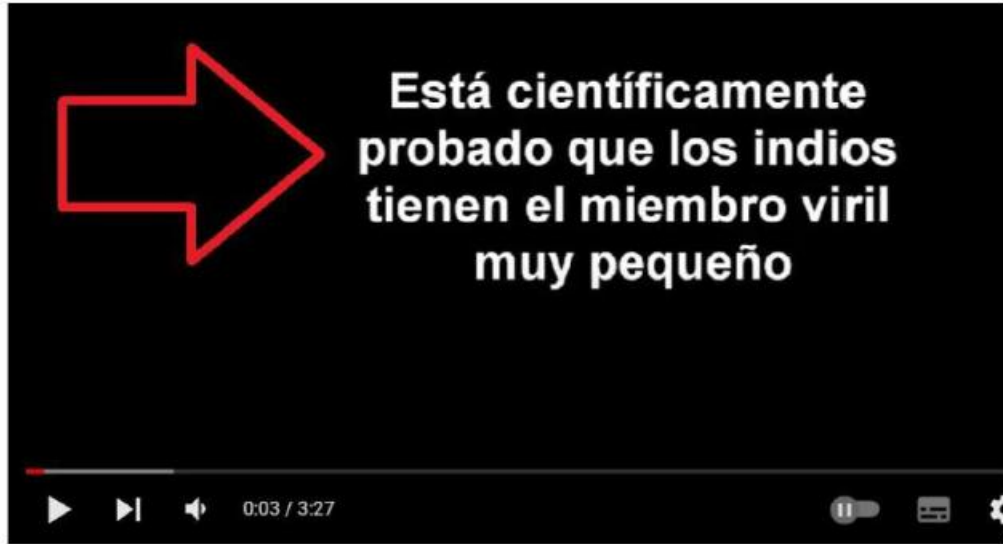 Está científicamente
probado que los indios
tienen el miembro viril
muy pequeño
0:03 / 3:27